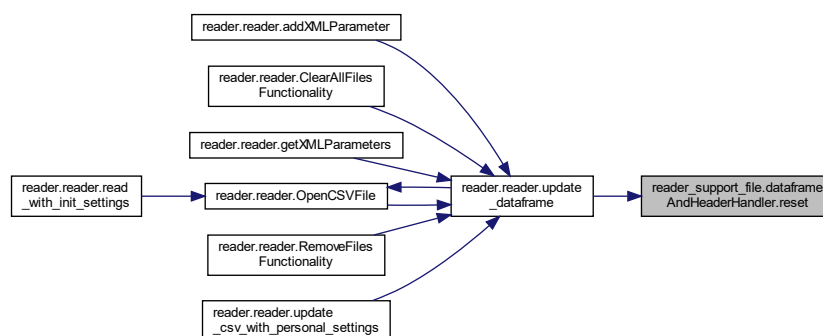 reader.reader.addXMLParameter
reader.reader.ClearAllFiles
Functionality
reader.reader.getXMLParameters
reader.reader.read
_with_init_settings
reader.reader.OpenCSVFile
reader.reader.update
_dataframe
reader_support_file.dataframe
AndHeaderHandler.reset
reader.reader.RemoveFiles
Functionality
reader.reader.update
_csv_with_personal_settings